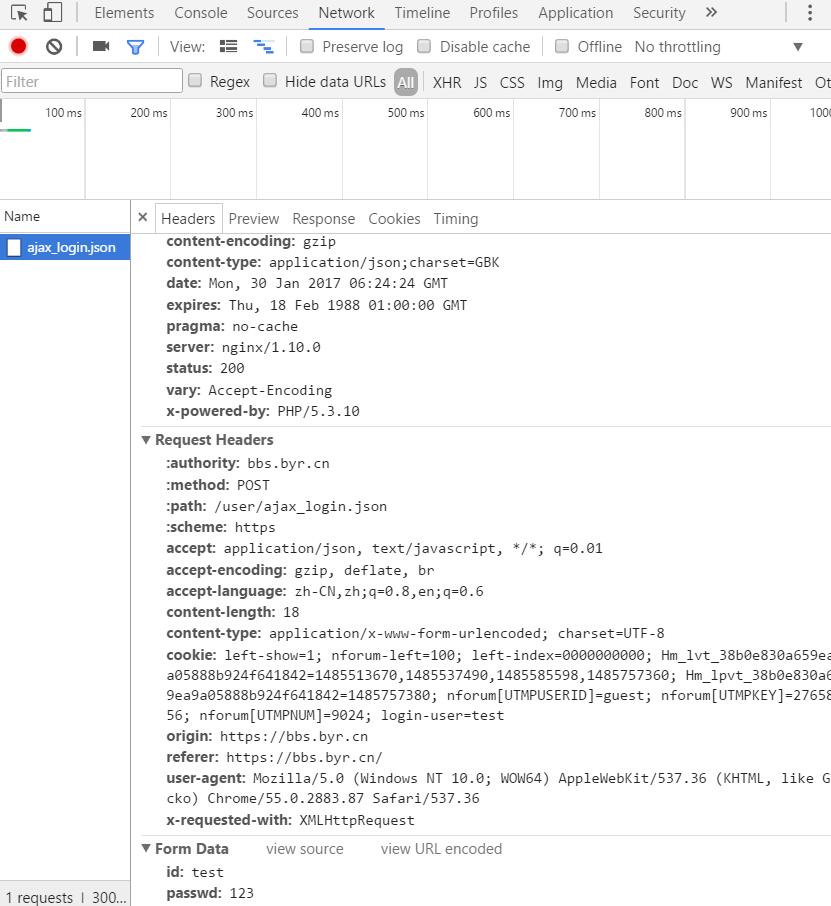 Elements Console Sources Network Timeline Profiles Application Security »
View: Preserve log Disable cache Offline No throttling ▼
Filter Regex Hide data URLs All XHR JS CSS Img Media Font Doc WS Manifest Ot
100 ms 200 ms 300 ms 400 ms 500 ms 600 ms 700 ms 800 ms 900 ms 1000
Name × Headers Preview Response Cookies Timing
ajax_login.json
content-encoding: gzip
content-type: application/json;charset=GBK
date: Mon, 30 Jan 2017 06:24:24 GMT
expires: Thu, 18 Feb 1988 01:00:00 GMT
pragma: no-cache
server: nginx/1.10.0
status: 200
vary: Accept-Encoding
x-powered-by: PHP/5.3.10
▼ Request Headers
:authority: bbs.byr.cn
:method: POST
:path: /user/ajax_login.json
:scheme: https
accept: application/json, text/javascript, */*; q=0.01
accept-encoding: gzip, deflate, br
accept-language: zh-CN,zh;q=0.8,en;q=0.6
content-length: 18
content-type: application/x-www-form-urlencoded; charset=UTF-8
cookie: left-show=1; nforum-left=100; left-index=0000000000; Hm_lvt_38b0e830a659ea
a05888b924f641842=1485513670,1485537490,1485585598,1485757360; Hm_lpvt_38b0e830a6
9ea9a05888b924f641842=1485757380; nforum[UTMPUSERID]=guest; nforum[UTMPKEY]=27658
56; nforum[UTMPNUM]=9024; login-user=test
origin: https://bbs.byr.cn
referer: https://bbs.byr.cn/
user-agent: Mozilla/5.0 (Windows NT 10.0; WOW64) AppleWebKit/537.36 (KHTML, like G
cko) Chrome/55.0.2883.87 Safari/537.36
x-requested-with: XMLHttpRequest
▼ Form Data view source view URL encoded
id: test
passwd: 123
1 requests | 300...